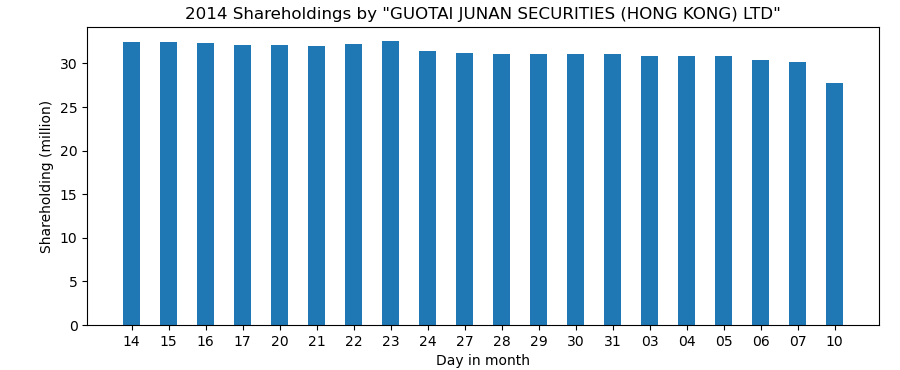 2014 Shareholdings by "GUOTAI JUNAN SECURITIES (HONG KONG) LTD"
Shareholding (million)
30
25
20
15
10
5
0
14 15 16 17 20 21 22 23 24 27 28 29 30 31 03 04 05 06 07 10
Day in month